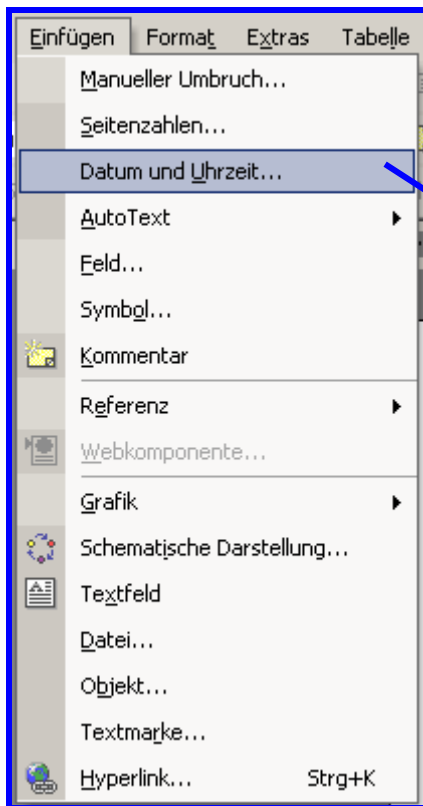 Einfügen Format Extras Tabelle
Manueller Umbruch...
Seitenzahlen...
Datum und Uhrzeit...
AutoText
Feld...
Symbol...
Kommentar
Referenz
Webkomponente...
Grafik
Schematische Darstellung...
Textfeld
Datei...
Objekt...
Textmarke...
Hyperlink... Strg+K